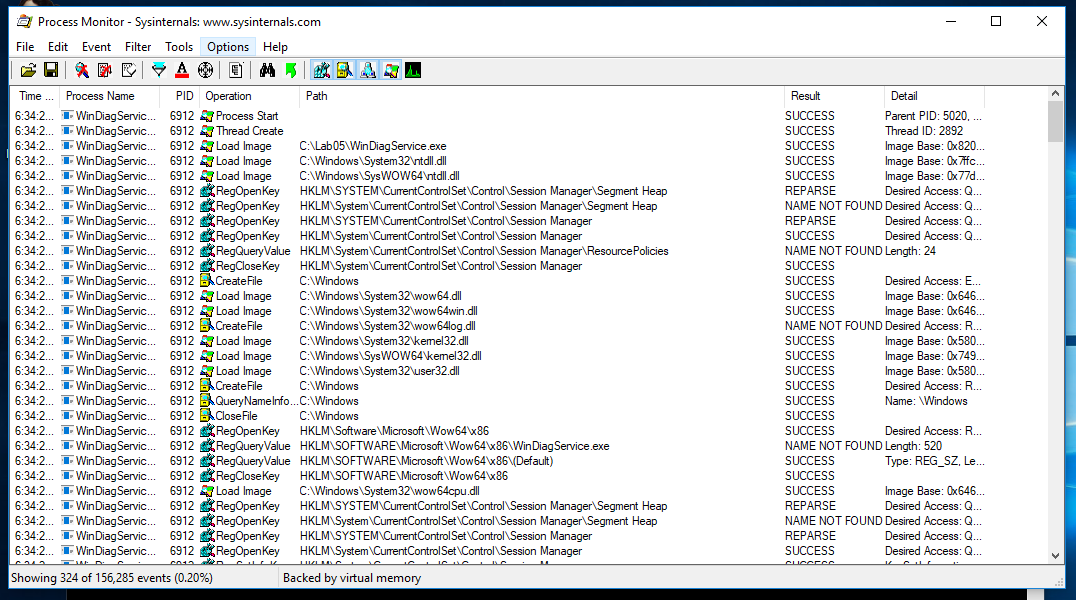 Process Monitor - Sysinternals: www.sysinternals.com
File Edit Event Filter Tools Options Help
Time ... Process Name PID Operation Path Result Detail
6:34:2... WinDiagServic... 6912 Process Start SUCCESS Parent PID: 5020, ...
6:34:2... WinDiagServic... 6912 Thread Create SUCCESS Thread ID: 2892
6:34:2... WinDiagServic... 6912 Load Image C:\Lab05\WinDiagService.exe SUCCESS Image Base: 0x820...
6:34:2... WinDiagServic... 6912 Load Image C:\Windows\System32\ntdll.dll SUCCESS Image Base: 0x7ffc...
6:34:2... WinDiagServic... 6912 Load Image C:\Windows\SysWOW64\ntdll.dll SUCCESS Image Base: 0x77d...
6:34:2... WinDiagServic... 6912 RegOpenKey HKLM\SYSTEM\CurrentControlSet\Control\Session Manager\Segment Heap REPARSE Desired Access: Q...
6:34:2... WinDiagServic... 6912 RegOpenKey HKLM\System\CurrentControlSet\Control\Session Manager\Segment Heap NAME NOT FOUND Desired Access: Q...
6:34:2... WinDiagServic... 6912 RegOpenKey HKLM\SYSTEM\CurrentControlSet\Control\Session Manager REPARSE Desired Access: Q...
6:34:2... WinDiagServic... 6912 RegOpenKey HKLM\System\CurrentControlSet\Control\Session Manager SUCCESS Desired Access: Q...
6:34:2... WinDiagServic... 6912 RegQueryValue HKLM\System\CurrentControlSet\Control\Session Manager\ResourcePolicies NAME NOT FOUND Length: 24
6:34:2... WinDiagServic... 6912 RegCloseKey HKLM\System\CurrentControlSet\Control\Session Manager SUCCESS
6:34:2... WinDiagServic... 6912 CreateFile C:\Windows SUCCESS Desired Access: E...
6:34:2... WinDiagServic... 6912 Load Image C:\Windows\System32\wow64.dll SUCCESS Image Base: 0x646...
6:34:2... WinDiagServic... 6912 Load Image C:\Windows\System32\wow64win.dll SUCCESS Image Base: 0x646...
6:34:2... WinDiagServic... 6912 CreateFile C:\Windows\System32\wow64log.dll NAME NOT FOUND Desired Access: R...
6:34:2... WinDiagServic... 6912 Load Image C:\Windows\System32\kernel32.dll SUCCESS Image Base: 0x580...
6:34:2... WinDiagServic... 6912 Load Image C:\Windows\SysWOW64\kernel32.dll SUCCESS Image Base: 0x749...
6:34:2... WinDiagServic... 6912 Load Image C:\Windows\System32\user32.dll SUCCESS Image Base: 0x580...
6:34:2... WinDiagServic... 6912 CreateFile C:\Windows SUCCESS Desired Access: R...
6:34:2... WinDiagServic... 6912 QueryNameInfo... C:\Windows SUCCESS Name: \Windows
6:34:2... WinDiagServic... 6912 CloseFile C:\Windows SUCCESS
6:34:2... WinDiagServic... 6912 RegOpenKey HKLM\Software\Microsoft\Wow64\x86 SUCCESS Desired Access: R...
6:34:2... WinDiagServic... 6912 RegQueryValue HKLM\SOFTWARE\Microsoft\Wow64\x86\WinDiagService.exe NAME NOT FOUND Length: 520
6:34:2... WinDiagServic... 6912 RegQueryValue HKLM\SOFTWARE\Microsoft\Wow64\x86\(Default) SUCCESS Type: REG_SZ, Le...
6:34:2... WinDiagServic... 6912 RegCloseKey HKLM\SOFTWARE\Microsoft\Wow64\x86 SUCCESS
6:34:2... WinDiagServic... 6912 Load Image C:\Windows\System32\wow64cpu.dll SUCCESS Image Base: 0x646...
6:34:2... WinDiagServic... 6912 RegOpenKey HKLM\SYSTEM\CurrentControlSet\Control\Session Manager\Segment Heap REPARSE Desired Access: Q...
6:34:2... WinDiagServic... 6912 RegOpenKey HKLM\System\CurrentControlSet\Control\Session Manager\Segment Heap NAME NOT FOUND Desired Access: Q...
6:34:2... WinDiagServic... 6912 RegOpenKey HKLM\SYSTEM\CurrentControlSet\Control\Session Manager REPARSE Desired Access: Q...
6:34:2... WinDiagServic... 6912 RegOpenKey HKLM\System\CurrentControlSet\Control\Session Manager SUCCESS Desired Access: Q...
Showing 324 of 156,285 events (0.20%) Backed by virtual memory